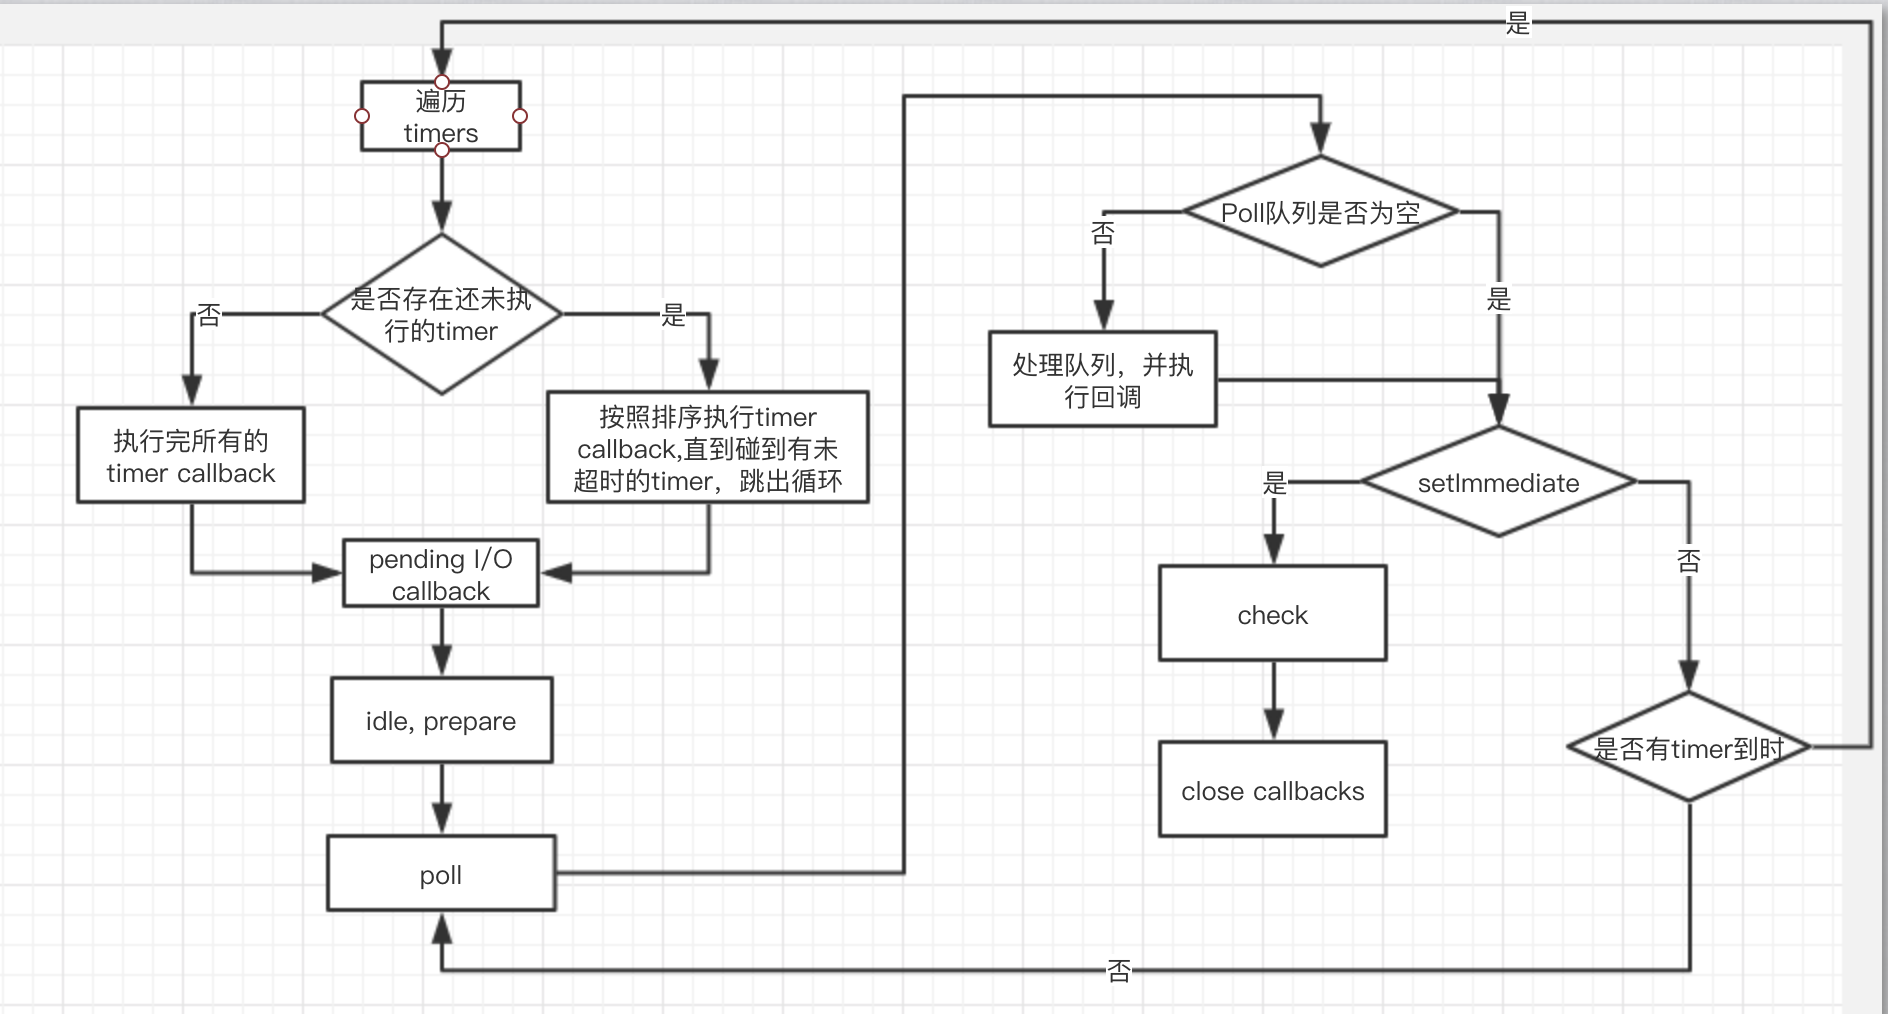 是
遍历
timers
是否存在还未执
行的timer
否
是
执行完所有的
timer callback
按照排序执行timer
callback,直到碰到有未
超时的timer，跳出循环
pending I/O
callback
idle, prepare
poll
Poll队列是否为空
否
是
处理队列，并执
行回调
setImmediate
是
否
check
close callbacks
是否有timer到时
否